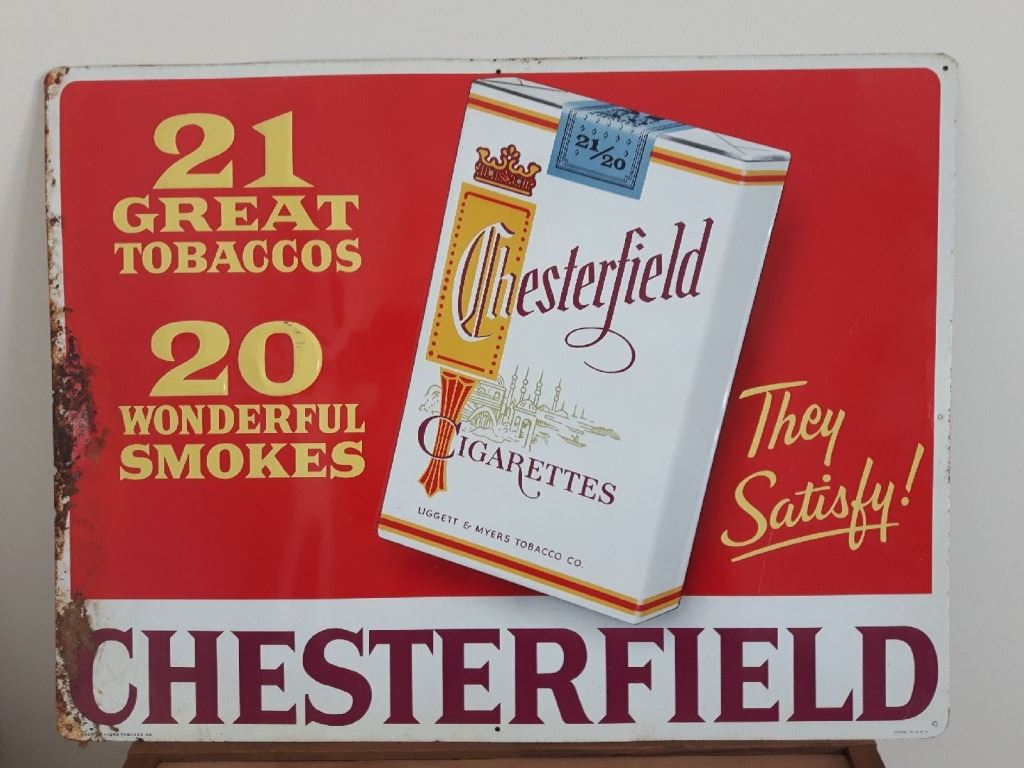 21
GREAT
TOBACCOS
20
WONDERFUL
SMOKES
21/20
Chesterfield
CIGARETTES
LIGGETT & MYERS TOBACCO CO.
They
Satisfy!
CHESTERFIELD